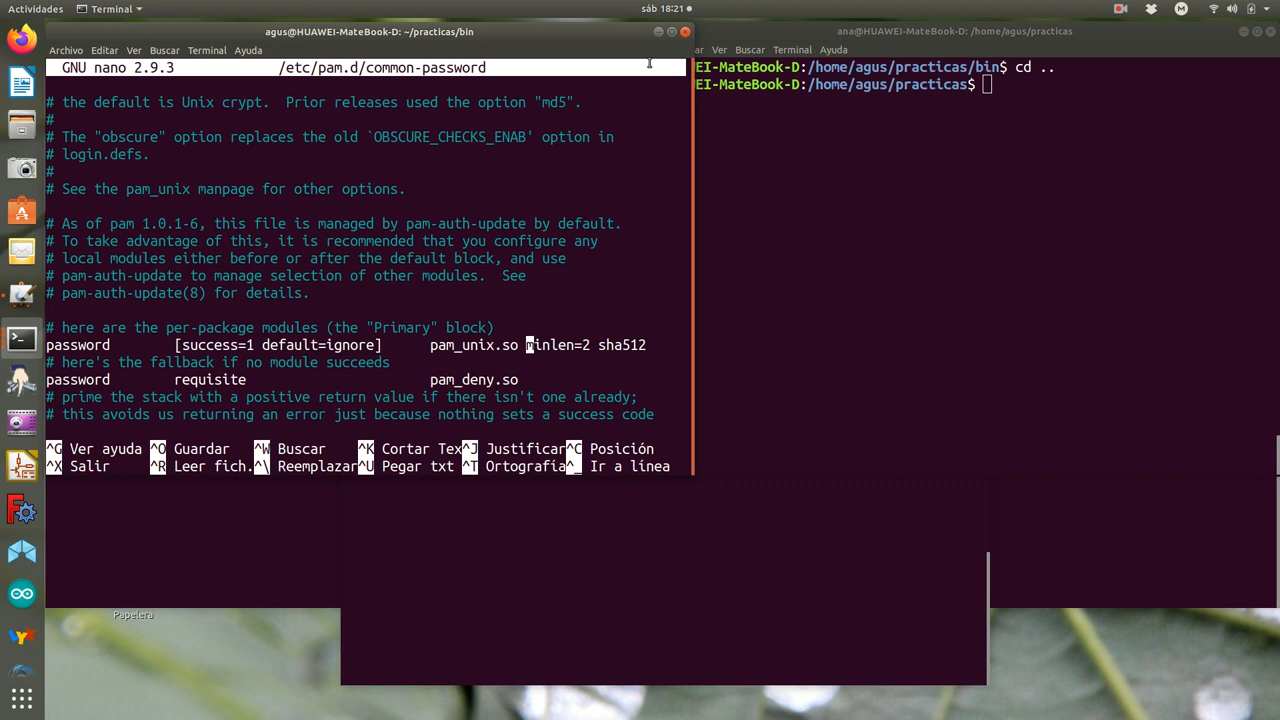 Actividades
Terminal
sáb 18:21
agus@HUAWEI-MateBook-D: ~/practicas/bin
Archivo Editar Ver Buscar Terminal Ayuda
GNU nano 2.9.3 /etc/pam.d/common-password
# the default is Unix crypt. Prior releases used the option "md5".
#
# The "obscure" option replaces the old `OBSCURE_CHECKS_ENAB' option in
# login.defs.
#
# See the pam_unix manpage for other options.
# As of pam 1.0.1-6, this file is managed by pam-auth-update by default.
# To take advantage of this, it is recommended that you configure any
# local modules either before or after the default block, and use
# pam-auth-update to manage selection of other modules. See
# pam-auth-update(8) for details.
# here are the per-package modules (the "Primary" block)
password [success=1 default=ignore] pam_unix.so minlen=2 sha512
# here's the fallback if no module succeeds
password requisite pam_deny.so
# prime the stack with a positive return value if there isn't one already;
# this avoids us returning an error just because nothing sets a success code
^G Ver ayuda ^O Guardar ^W Buscar ^K Cortar Tex ^J Justificar ^C Posición
^X Salir ^R Leer fich. ^\ Reemplazar ^U Pegar txt ^T Ortografía ^_ Ir a línea
ana@HUAWEI-MateBook-D: /home/agus/practicas
ar Ver Buscar Terminal Ayuda
EI-MateBook-D:/home/agus/practicas/bin$ cd ..
EI-MateBook-D:/home/agus/practicas$
Papelera